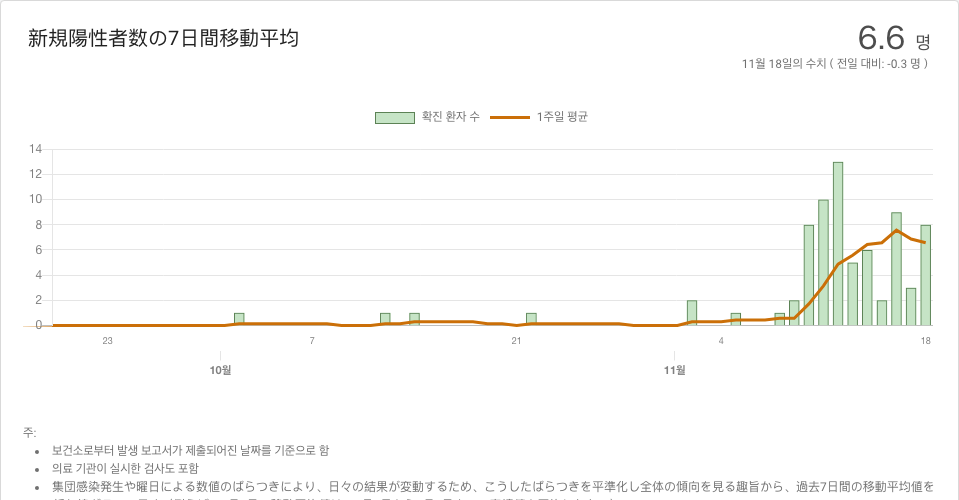 新規陽性者数の7日間移動平均
6.6 명
11월 18일의 수치 ( 전일 대비: -0.3 명 )
확진 환자 수 1주일 평균
14
12
10
8
6
4
2
0
23 7 21 4 18
10월 11월
주:
보건소로부터 발생 보고서가 제출되어진 날짜를 기준으로 함
의료 기관이 실시한 검사도 포함
集団感染発生や曜日による数値のばらつきにより、日々の結果が変動するため、こうしたばらつきを平準化し全体の傾向を見る趣旨から、過去7日間の移動平均値を